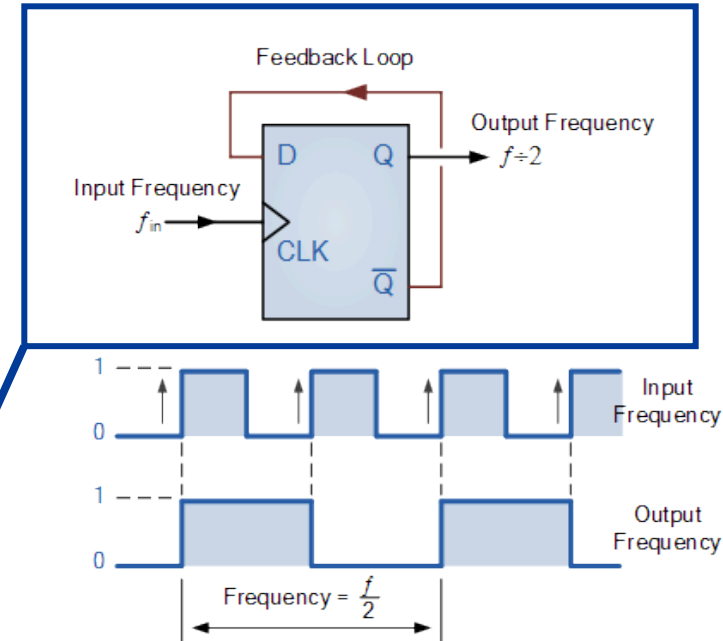 Feedback Loop
Output Frequency
D Q f÷2
Input Frequency
fin
CLK
Q̅
1
Input
Frequency
0
1
Output
Frequency
0
Frequency = f/2